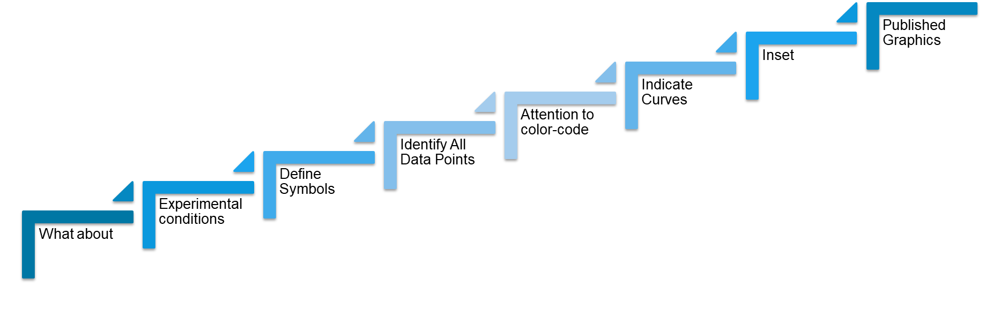 What about
Experimental
conditions
Define
Symbols
Identify All
Data Points
Attention to
color-code
Indicate
Curves
Inset
Published
Graphics